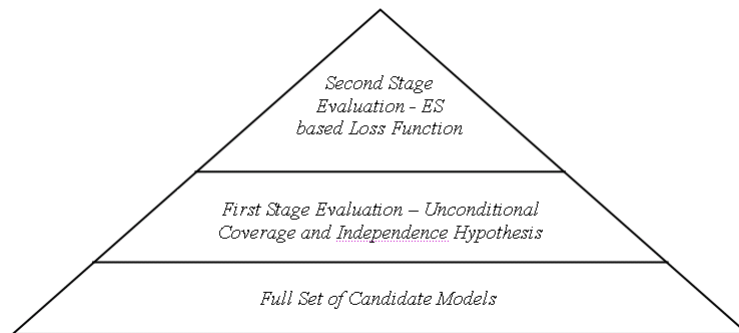 Second Stage
Evaluation - ES
based Loss Function
First Stage Evaluation – Unconditional
Coverage and Independence Hypothesis
Full Set of Candidate Models